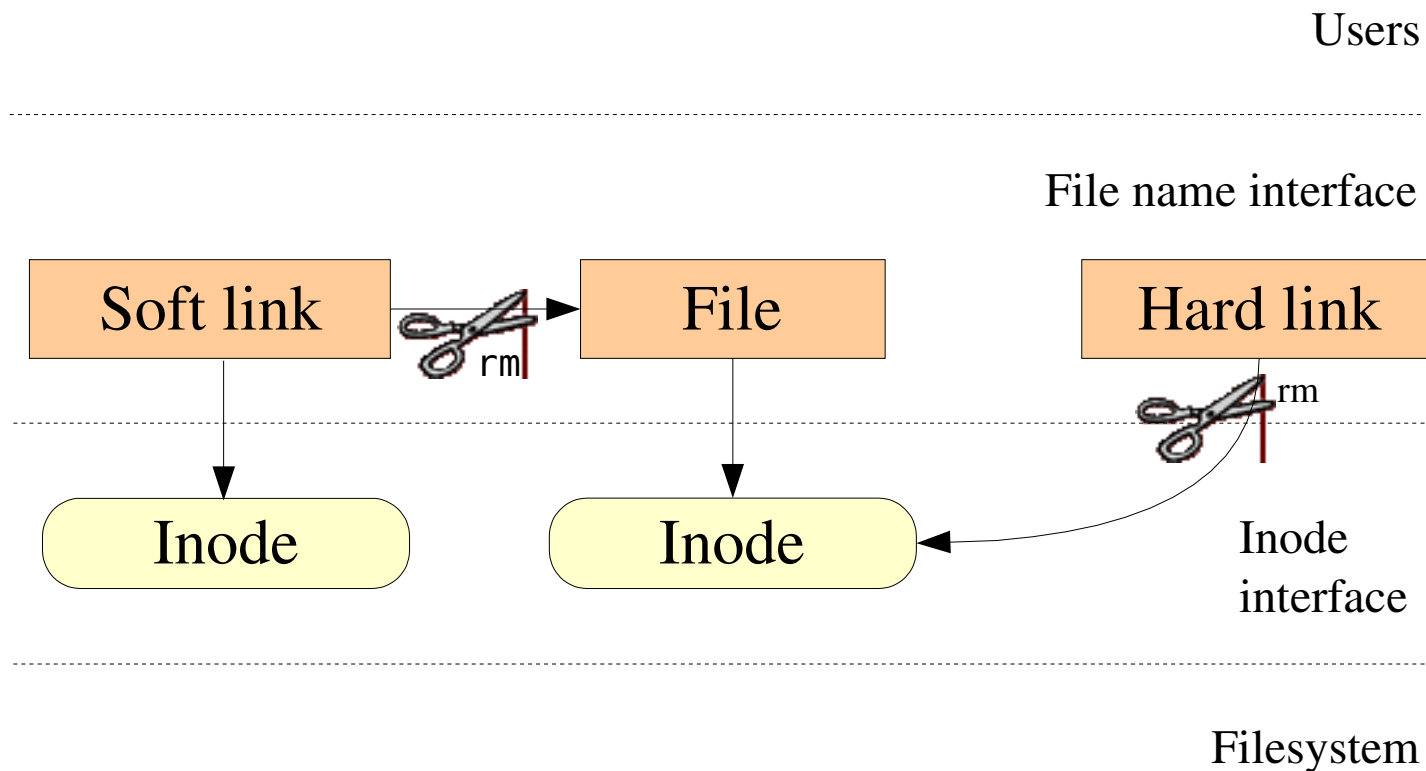 Users
File name interface
Soft link
File
Hard link
rm
rm
Inode
Inode
Inode
interface
Filesystem